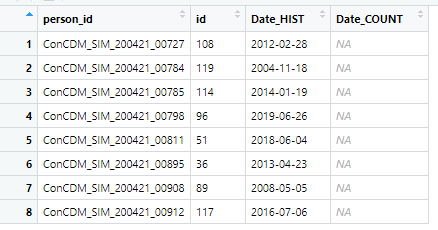 person_id id Date_HIST Date_COUNT
1 ConCDM_SIM_200421_00727 108 2012-02-28 NA
2 ConCDM_SIM_200421_00784 119 2004-11-18 NA
3 ConCDM_SIM_200421_00785 114 2014-01-19 NA
4 ConCDM_SIM_200421_00798 96 2019-06-26 NA
5 ConCDM_SIM_200421_00811 51 2018-06-04 NA
6 ConCDM_SIM_200421_00895 36 2013-04-23 NA
7 ConCDM_SIM_200421_00908 89 2008-05-05 NA
8 ConCDM_SIM_200421_00912 117 2016-07-06 NA